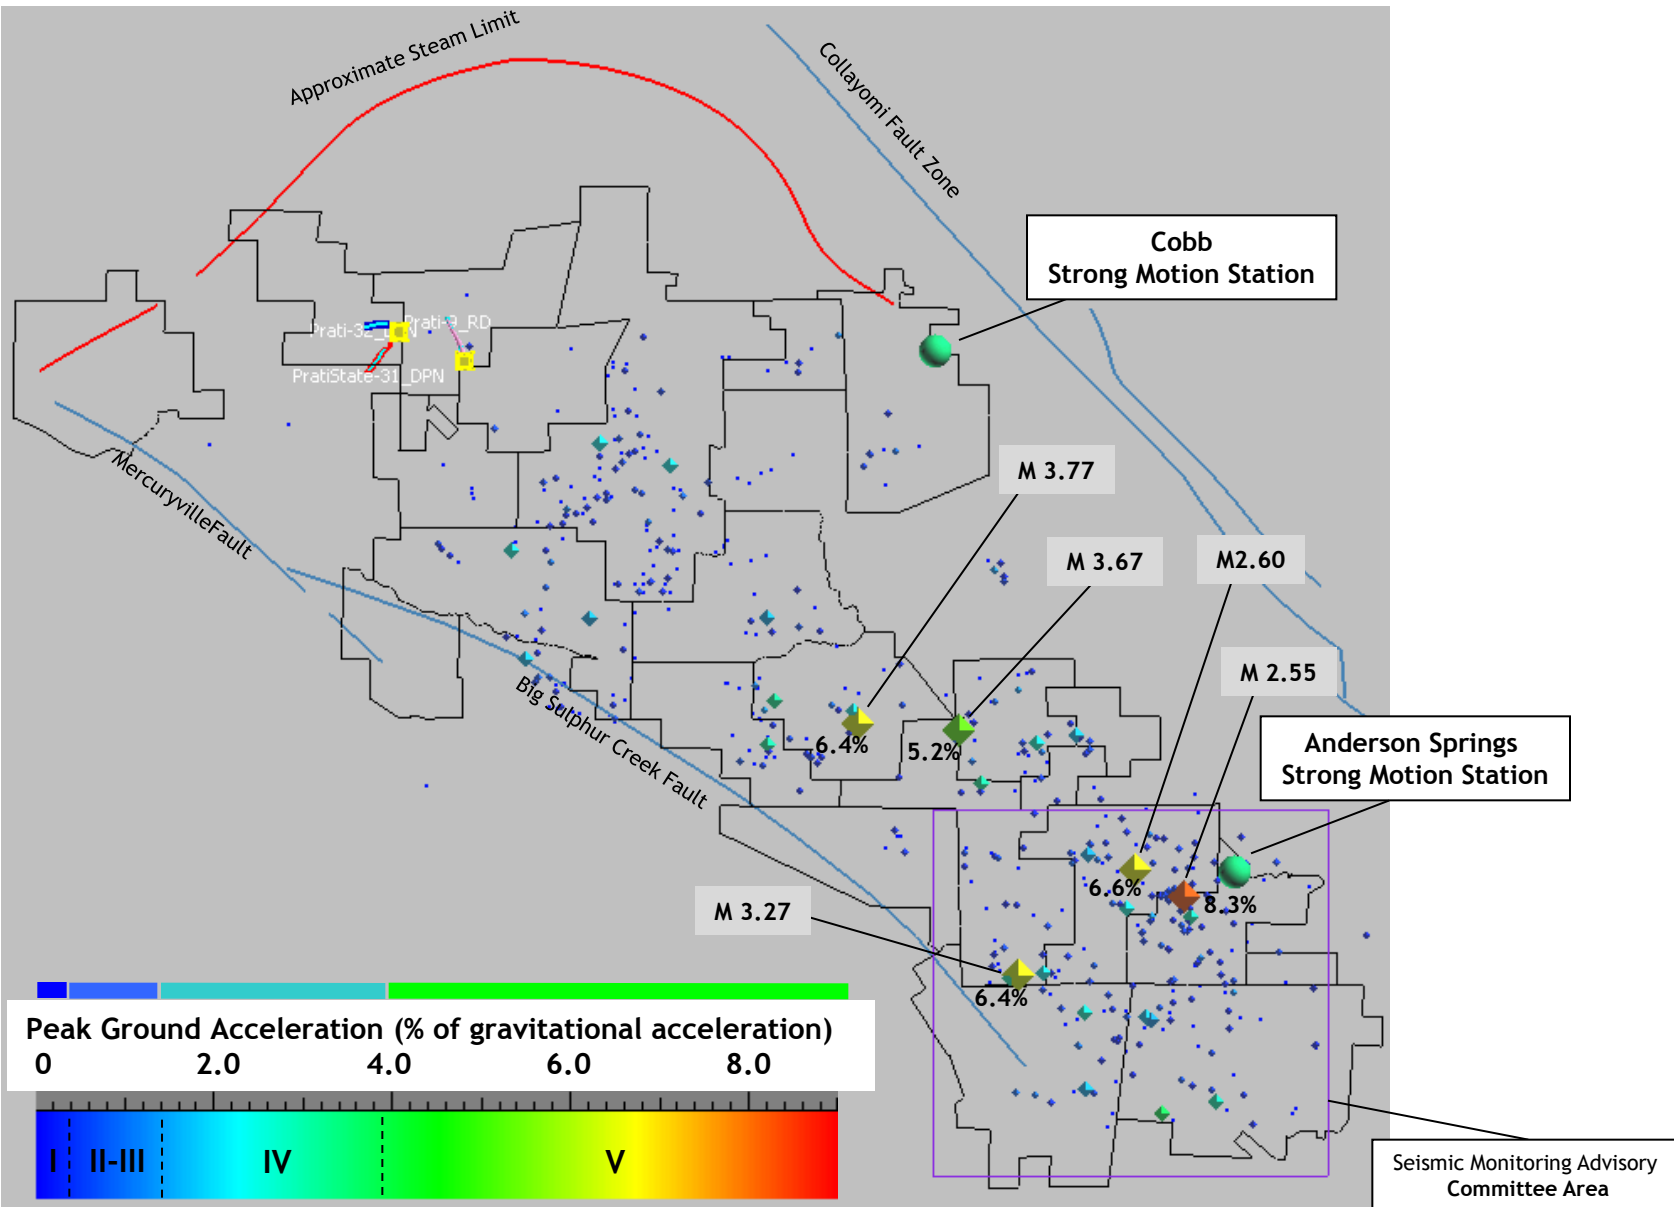 Approximate Steam Limit
Collayomi Fault Zone
Cobb
Strong Motion Station
Prati-9_RD
PratiState-31_DPN
MercuryvilleFault
M 3.77
M 3.67
M2.60
M 2.55
Big Sulphur Creek Fault
6.4%
5.2%
Anderson Springs
Strong Motion Station
6.6%
8.3%
M 3.27
6.4%
Peak Ground Acceleration (% of gravitational acceleration)
0 2.0 4.0 6.0 8.0
I II-III IV V
Seismic Monitoring Advisory
Committee Area